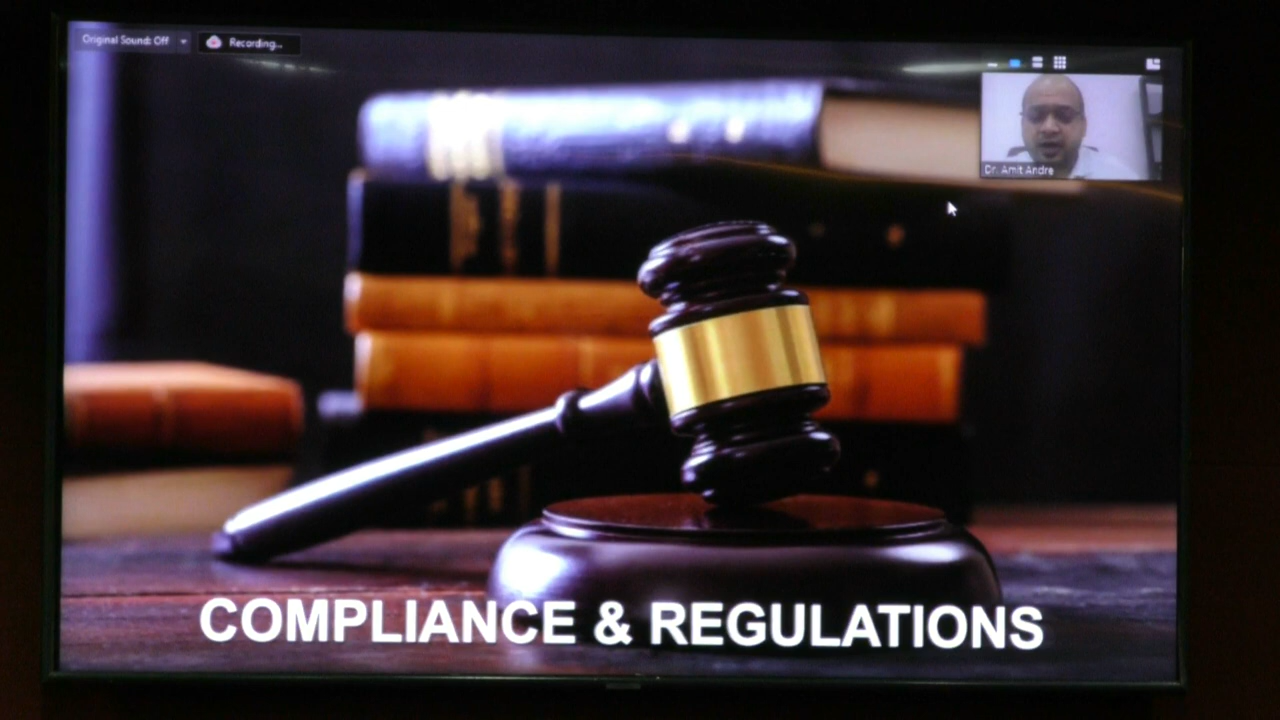 Original Sound: Off
Recording...
Dr. Amit Andre
COMPLIANCE & REGULATIONS